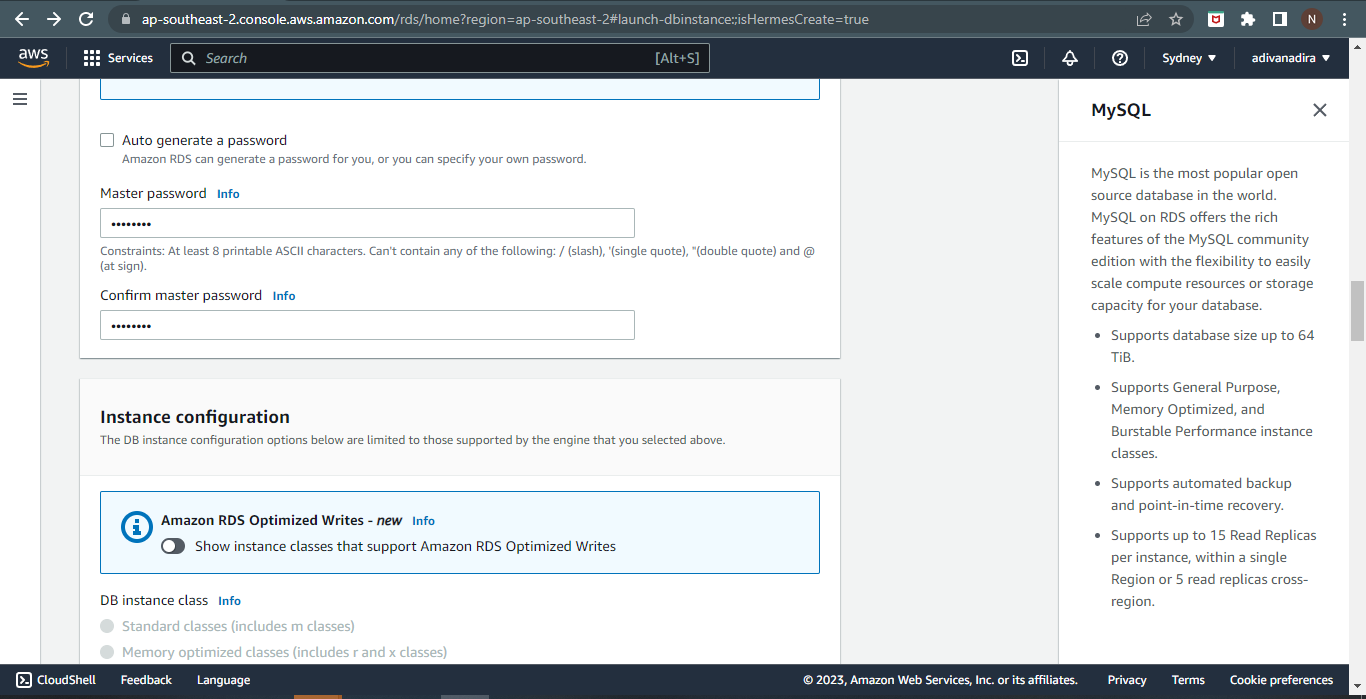 ap-southeast-2.console.aws.amazon.com/rds/home?region=ap-southeast-2#launch-dbinstance:;isHermesCreate=true
N
aws
Services
Search
[Alt+S]
Sydney ▼
adivanadira ▼
Auto generate a password
Amazon RDS can generate a password for you, or you can specify your own password.
Master password Info
••••••••
Constraints: At least 8 printable ASCII characters. Can't contain any of the following: / (slash), '(single quote), "(double quote) and @
(at sign).
Confirm master password Info
••••••••
Instance configuration
The DB instance configuration options below are limited to those supported by the engine that you selected above.
Amazon RDS Optimized Writes - new Info
Show instance classes that support Amazon RDS Optimized Writes
DB instance class Info
Standard classes (includes m classes)
Memory optimized classes (includes r and x classes)
MySQL
MySQL is the most popular open
source database in the world.
MySQL on RDS offers the rich
features of the MySQL community
edition with the flexibility to easily
scale compute resources or storage
capacity for your database.
• Supports database size up to 64
TiB.
• Supports General Purpose,
Memory Optimized, and
Burstable Performance instance
classes.
• Supports automated backup
and point-in-time recovery.
• Supports up to 15 Read Replicas
per instance, within a single
Region or 5 read replicas cross-
region.
CloudShell
Feedback
Language
© 2023, Amazon Web Services, Inc. or its affiliates.
Privacy
Terms
Cookie preferences